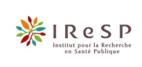 IReSP
Institut pour la Recherche
en Santé Publique